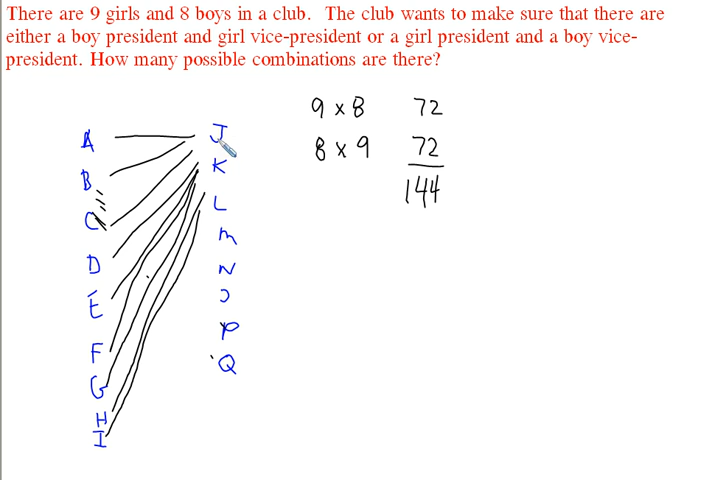 There are 9 girls and 8 boys in a club. The club wants to make sure that there are
either a boy president and girl vice-president or a girl president and a boy vice-
president. How many possible combinations are there?
9 x 8 72
8 x 9 72
144
A J
B K
C L
D M
E N
F O
G P
H Q
I